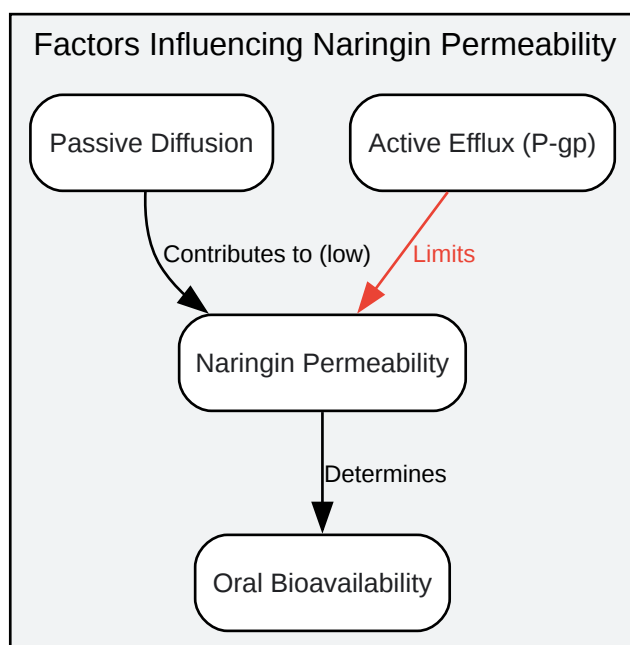 Factors Influencing Naringin Permeability
Passive Diffusion
Active Efflux (P-gp)
Contributes to (low)
Limits
Naringin Permeability
Determines
Oral Bioavailability